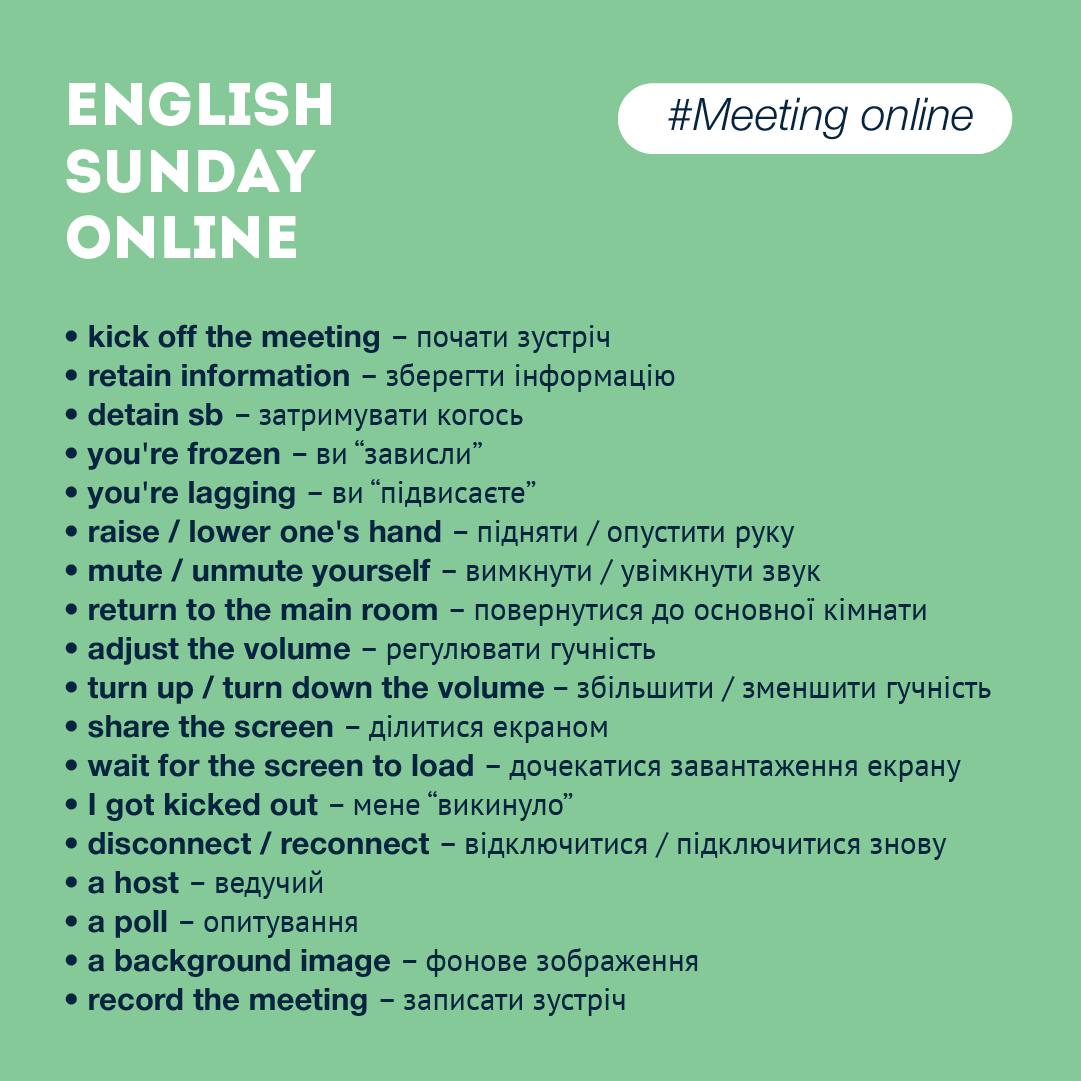 ENGLISH
SUNDAY
ONLINE
#Meeting online
• kick off the meeting – почати зустріч
• retain information – зберегти інформацію
• detain sb – затримувати когось
• you're frozen – ви “зависли”
• you're lagging – ви “підвисаєте”
• raise / lower one's hand – підняти / опустити руку
• mute / unmute yourself – вимкнути / увімкнути звук
• return to the main room – повернутися до основної кімнати
• adjust the volume – регулювати гучність
• turn up / turn down the volume – збільшити / зменшити гучність
• share the screen – ділитися екраном
• wait for the screen to load – дочекатися завантаження екрану
• I got kicked out – мене “викинуло”
• disconnect / reconnect – відключитися / підключитися знову
• a host – ведучий
• a poll – опитування
• a background image – фонове зображення
• record the meeting – записати зустріч